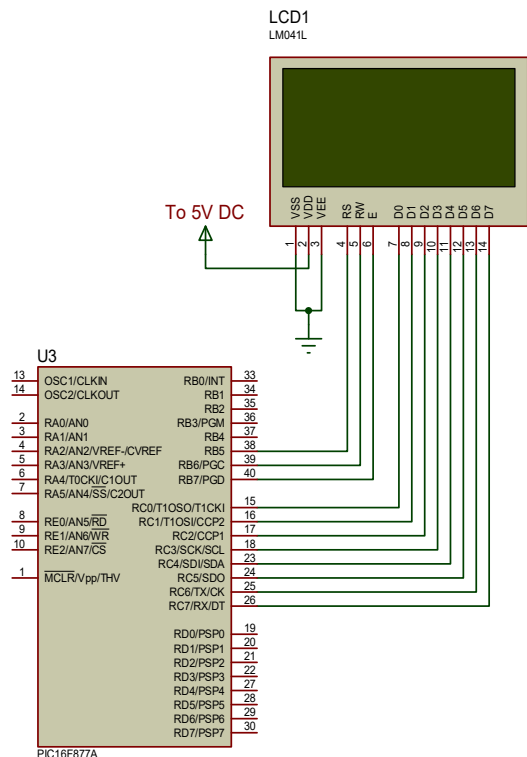 LCD1
LM041L
VSS
VDD
VEE
RS
RW
E
D0
D1
D2
D3
D4
D5
D6
D7
1
2
3
4
5
6
7
8
9
10
11
12
13
14
To 5V DC
U3
13 OSC1/CLKIN RB0/INT 33
14 OSC2/CLKOUT RB1 34
RB2 35
2 RA0/AN0 RB3/PGM 36
3 RA1/AN1 RB4 37
4 RA2/AN2/VREF-/CVREF RB5 38
5 RA3/AN3/VREF+ RB6/PGC 39
6 RA4/T0CKI/C1OUT RB7/PGD 40
7 RA5/AN4/SS/C2OUT
RC0/T1OSO/T1CKI 15
8 RE0/AN5/RD RC1/T1OSI/CCP2 16
9 RE1/AN6/WR RC2/CCP1 17
10 RE2/AN7/CS RC3/SCK/SCL 18
RC4/SDI/SDA 23
1 MCLR/Vpp/THV RC5/SDO 24
RC6/TX/CK 25
RC7/RX/DT 26
RD0/PSP0 19
RD1/PSP1 20
RD2/PSP2 21
RD3/PSP3 22
RD4/PSP4 27
RD5/PSP5 28
RD6/PSP6 29
RD7/PSP7 30
PIC16F877A